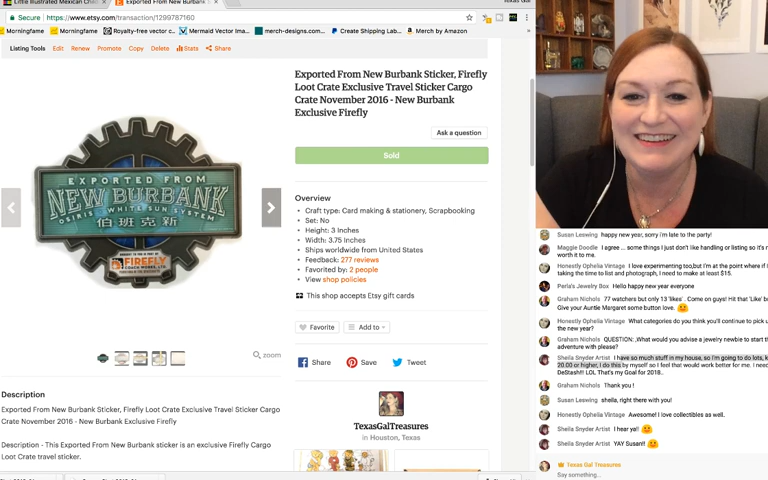 Little Illustrated Mexican Chic
Exported From New Burbank S
Texas Gal
Secure
https://www.etsy.com/transaction/1299787160
Morningfame
Morningfame
Royalty-free vector c...
Mermaid Vector Ima...
merch-designs.com...
Create Shipping Lab...
Merch by Amazon
Listing Tools Edit Renew Promote Copy Delete Stats Share
Exported From New Burbank Sticker, Firefly
Loot Crate Exclusive Travel Sticker Cargo
Crate November 2016 - New Burbank
Exclusive Firefly
Ask a question
Sold
EXPORTED FROM
NEW BURBANK
OSIRIS · WHITE SUN SYSTEM
伯班克新
FIREFLY
Overview
• Craft type: Card making & stationery, Scrapbooking
• Set: No
• Height: 3 Inches
• Width: 3.75 Inches
• Ships worldwide from United States
• Feedback: 277 reviews
• Favorited by: 2 people
• View shop policies
This shop accepts Etsy gift cards
Favorite
Add to
zoom
Share
Save
Tweet
Description
Exported From New Burbank Sticker, Firefly Loot Crate Exclusive Travel Sticker Cargo
Crate November 2016 - New Burbank Exclusive Firefly
Description - This Exported From New Burbank sticker is an exclusive Firefly Cargo
Loot Crate travel sticker.
TexasGalTreasures
in Houston, Texas
Susan Leswing happy new year, sorry i'm late to the party!
Maggie Doodle I agree ... some things I just don't like handling or listing so it's n
worth it to me.
Honestly Ophelia Vintage I love experimenting too,but I'm at the point where if
taking the time to list and photograph, I need to make at least $15.
Perla's Jewelry Box Hello happy new year everyone
Graham Nichols 77 watchers but only 13 'likes' . Come on guys! Hit that 'Like' b
Give your Auntie Margaret some button love.
Honestly Ophelia Vintage What categories do you think you'll continue to pick u
the new year?
Graham Nichols QUESTION: ,What would you advise a jewelry newbie to start th
adventure with please?
Sheila Snyder Artist I have so much stuff in my house, so I'm going to do lots, k
20.00 or higher, I do this by myself so I feel that would work better for me. I need
DeStash!! LOL That's my Goal for 2018..
Graham Nichols Thank you !
Susan Leswing sheila, right there with you!
Honestly Ophelia Vintage Awesome! I love collectibles as well.
Sheila Snyder Artist I hear ya!!
Sheila Snyder Artist YAY Susan!!
Texas Gal Treasures
Say something...